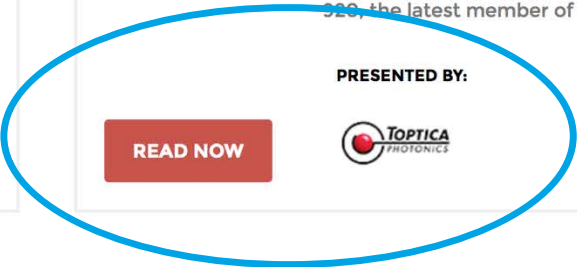 920, the latest member of
PRESENTED BY:
READ NOW
TOPTICA
PHOTONICS